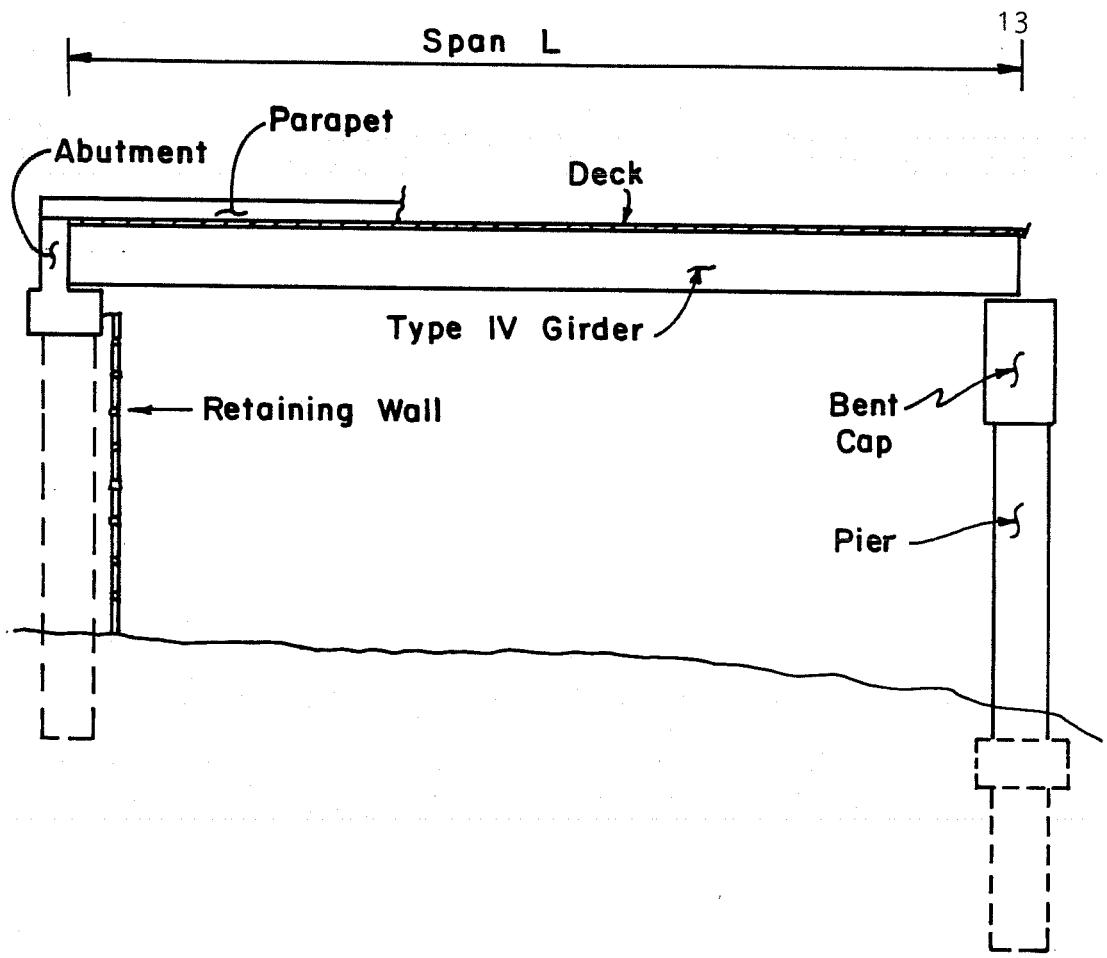 13
Span L
Parapet
Abutment
Deck
Type IV Girder
Retaining Wall
Bent
Cap
Pier